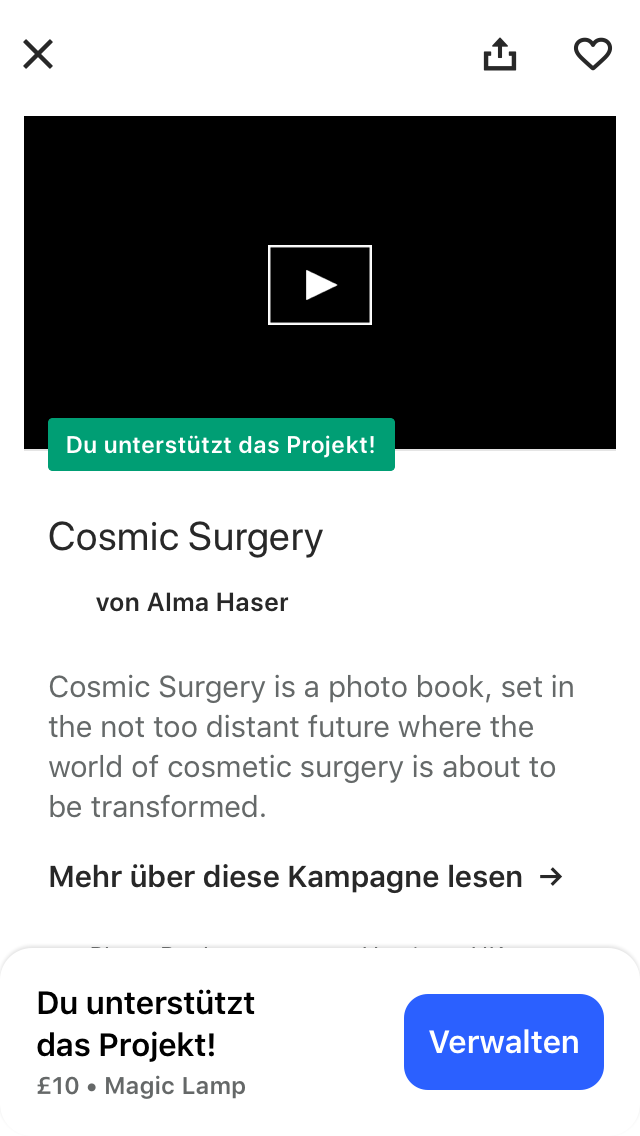 Du unterstützt das Projekt!
Cosmic Surgery
von Alma Haser
Cosmic Surgery is a photo book, set in
the not too distant future where the
world of cosmetic surgery is about to
be transformed.
Mehr über diese Kampagne lesen →
Du unterstützt
das Projekt!
£10 • Magic Lamp
Verwalten